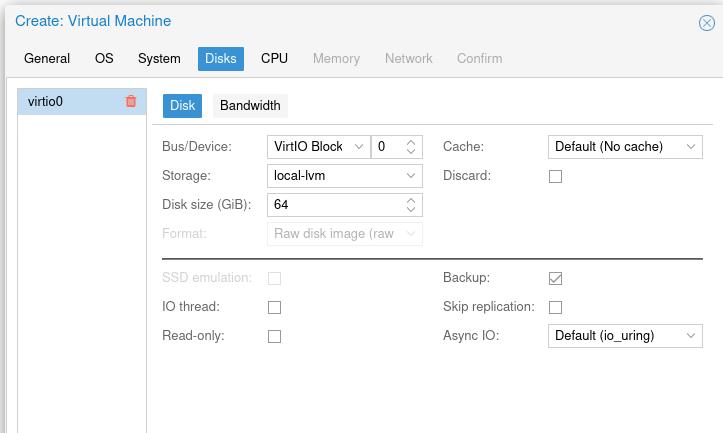 Create: Virtual Machine
General OS System Disks CPU Memory Network Confirm
virtio0
Disk Bandwidth
Bus/Device: VirtIO Block 0 Cache: Default (No cache)
Storage: local-lvm Discard:
Disk size (GiB): 64
Format: Raw disk image (raw
SSD emulation: Backup:
IO thread: Skip replication:
Read-only: Async IO: Default (io_uring)